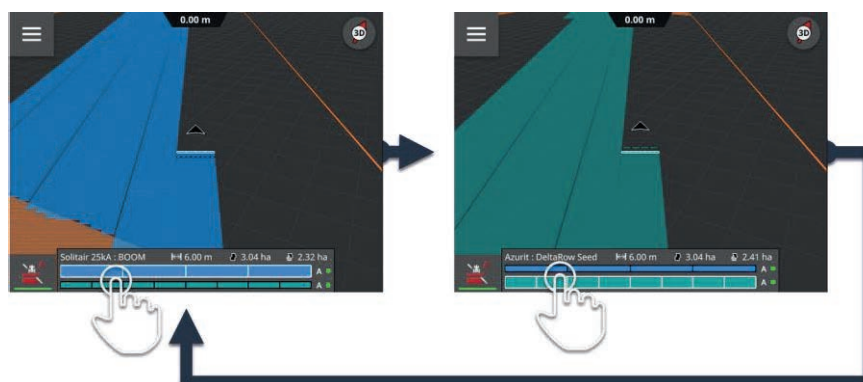 0.00 m
3D
Solitair 25kA : BOOM 6.00 m 3.04 ha 2.32 ha
A
A
0.00 m
3D
Azurit : DeltaRow Seed 6.00 m 3.04 ha 2.41 ha
A
A